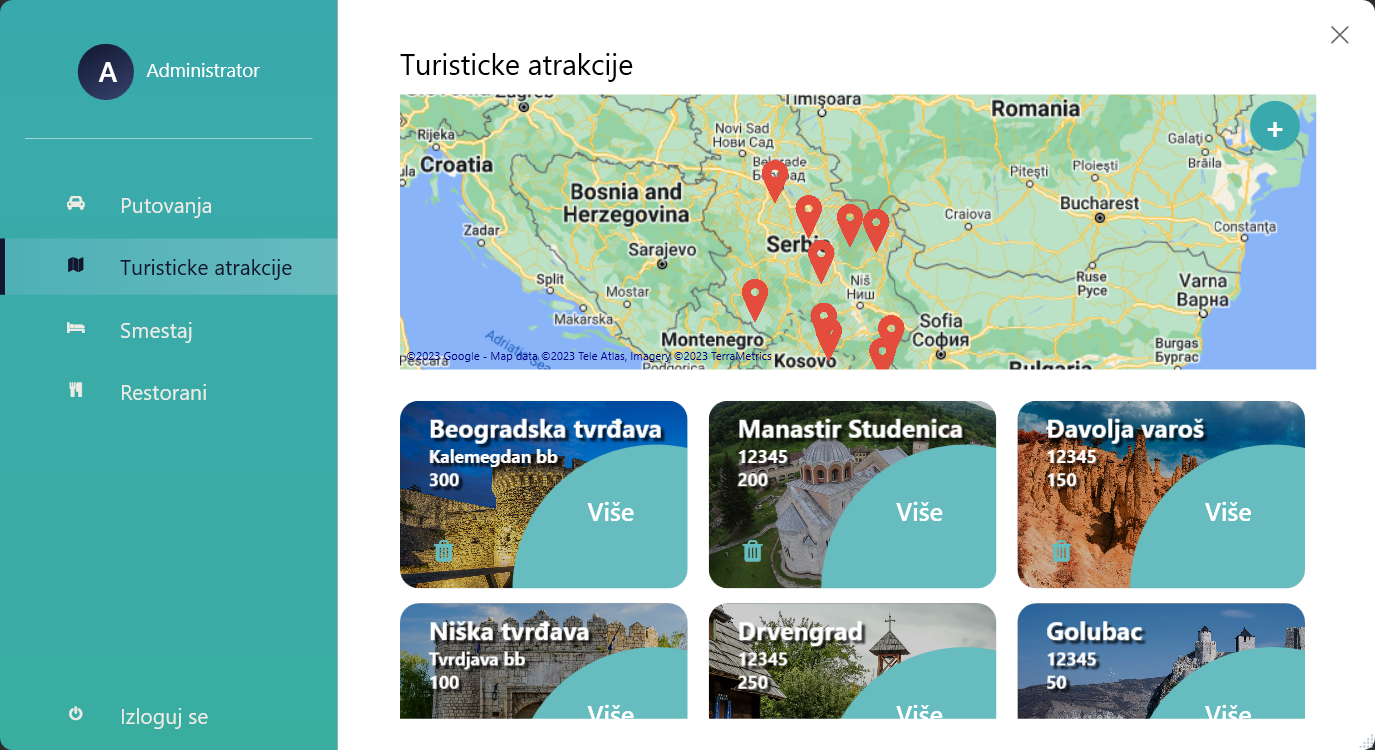 A
Administrator
Putovanja
Turisticke atrakcije
Smestaj
Restorani
Izloguj se
Turisticke atrakcije
+
Zagreb
Timișoara
Romania
Rijeka
Croatia
Novi Sad
Нови Сад
Belgrade
Београд
Galați
Brăila
Ploiești
Pitești
Bosnia and
Herzegovina
Bucharest
Craiova
Constanța
Zadar
Sarajevo
Serbia
Split
Mostar
Niš
Ниш
Ruse
Русе
Varna
Варна
Makarska
Montenegro
Sofia
София
Burgas
Бургас
Adriatic Sea
Kosovo
Pescara
Podgorica
Bulgaria
©2023 Google - Map data ©2023 Tele Atlas, Imagery ©2023 TerraMetrics
Beogradska tvrđava
Kalemegdan bb
300
Više
Manastir Studenica
12345
200
Više
Đavolja varoš
12345
150
Više
Niška tvrđava
Tvrdjava bb
100
Više
Drvengrad
12345
250
Više
Golubac
12345
50
Više